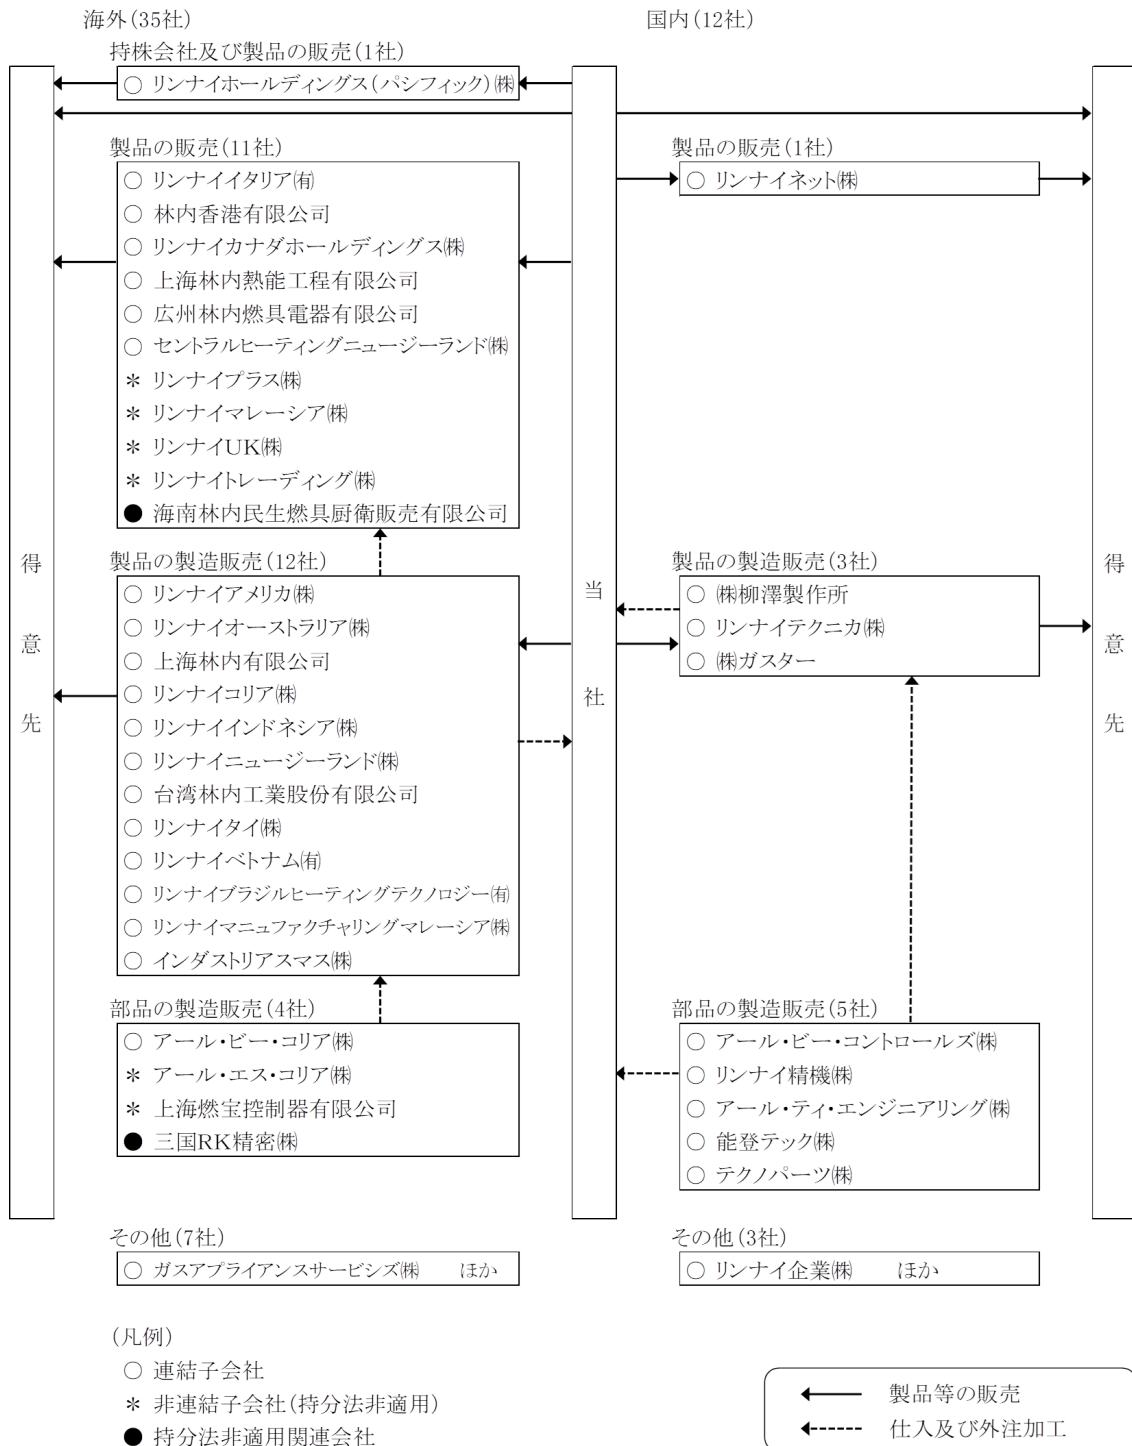 海外(35社)
国内(12社)
持株会社及び製品の販売(1社)
○ リンナイホールディングス(パシフィック)㈱
製品の販売(11社)
○ リンナイイタリア㈲
○ 林内香港有限公司
○ リンナイカナダホールディングス㈱
○ 上海林内熱能工程有限公司
○ 広州林内燃具電器有限公司
○ セントラルヒーティングニュージーランド㈱
* リンナイプラス㈱
* リンナイマレーシア㈱
* リンナイUK㈱
* リンナイトレーディング㈱
● 海南林内民生燃具厨衛販売有限公司
製品の販売(1社)
○ リンナイネット㈱
得意先
当社
得意先
製品の製造販売(12社)
○ リンナイアメリカ㈱
○ リンナイオーストラリア㈱
○ 上海林内有限公司
○ リンナイコリア㈱
○ リンナイインドネシア㈱
○ リンナイニュージーランド㈱
○ 台湾林内工業股份有限公司
○ リンナイタイ㈱
○ リンナイベトナム㈲
○ リンナイブラジルヒーティングテクノロジー㈲
○ リンナイマニュファクチャリングマレーシア㈱
○ インダストリアスマス㈱
製品の製造販売(3社)
○ ㈱柳澤製作所
○ リンナイテクニカ㈱
○ ㈱ガスター
部品の製造販売(4社)
○ アール・ビー・コリア㈱
* アール・エス・コリア㈱
* 上海燃宝控制器有限公司
● 三国RK精密㈱
部品の製造販売(5社)
○ アール・ビー・コントロールズ㈱
○ リンナイ精機㈱
○ アール・ティ・エンジニアリング㈱
○ 能登テック㈱
○ テクノパーツ㈱
その他(7社)
○ ガスアプライアンスサービシズ㈱ ほか
その他(3社)
○ リンナイ企業㈱ ほか
(凡例)
○ 連結子会社
* 非連結子会社(持分法非適用)
● 持分法非適用関連会社
製品等の販売
仕入及び外注加工